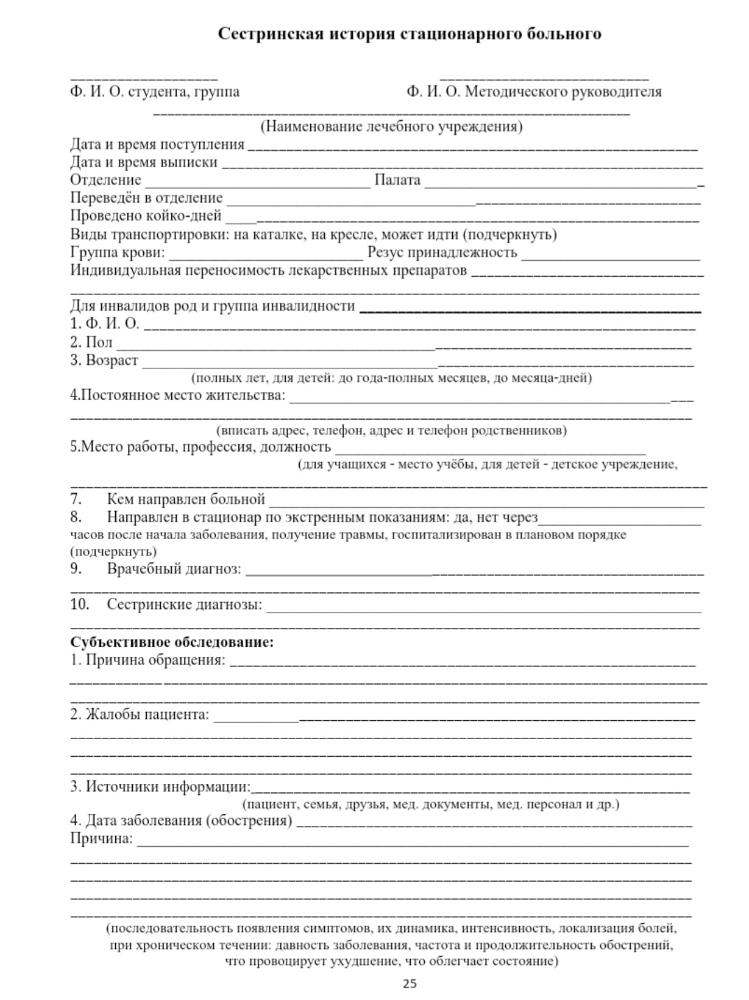 Сестринская история стационарного больного
Ф. И. О. студента, группа Ф. И. О. Методического руководителя
(Наименование лечебного учреждения)
Дата и время поступления
Дата и время выписки
Отделение Палата
Переведён в отделение
Проведено койко-дней
Виды транспортировки: на каталке, на кресле, может идти (подчеркнуть)
Группа крови: Резус принадлежность
Индивидуальная переносимость лекарственных препаратов
Для инвалидов род и группа инвалидности
1. Ф. И. О.
2. Пол
3. Возраст
(полных лет, для детей: до года-полных месяцев, до месяца-дней)
4.Постоянное место жительства:
(вписать адрес, телефон, адрес и телефон родственников)
5.Место работы, профессия, должность
(для учащихся - место учёбы, для детей - детское учреждение,
7. Кем направлен больной
8. Направлен в стационар по экстренным показаниям: да, нет через
часов после начала заболевания, получение травмы, госпитализирован в плановом порядке
(подчеркнуть)
9. Врачебный диагноз:
10. Сестринские диагнозы:
Субъективное обследование:
1. Причина обращения:
2. Жалобы пациента:
3. Источники информации:
(пациент, семья, друзья, мед. документы, мед. персонал и др.)
4. Дата заболевания (обострения)
Причина:
(последовательность появления симптомов, их динамика, интенсивность, локализация болей,
при хроническом течении: давность заболевания, частота и продолжительность обострений,
что провоцирует ухудшение, что облегчает состояние)
25